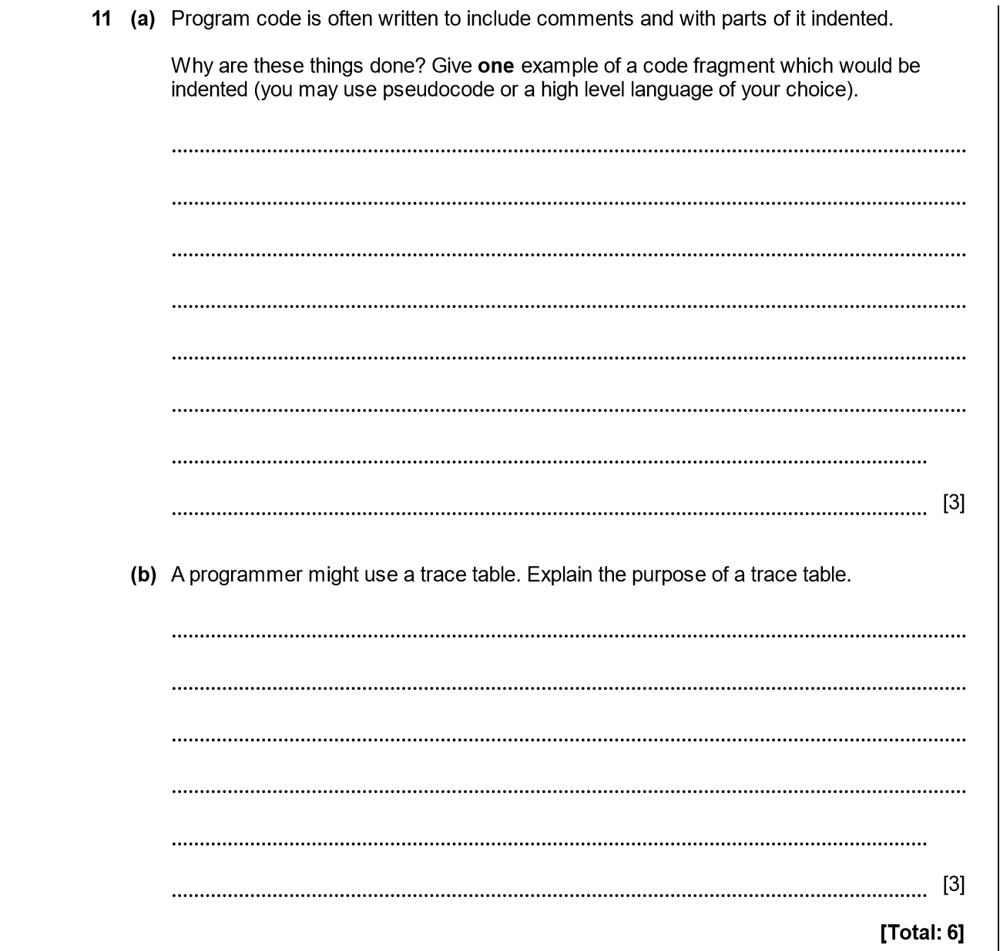 11 (a) Program code is often written to include comments and with parts of it indented.
Why are these things done? Give one example of a code fragment which would be
indented (you may use pseudocode or a high level language of your choice).
[3]
(b) A programmer might use a trace table. Explain the purpose of a trace table.
[3]
[Total: 6]